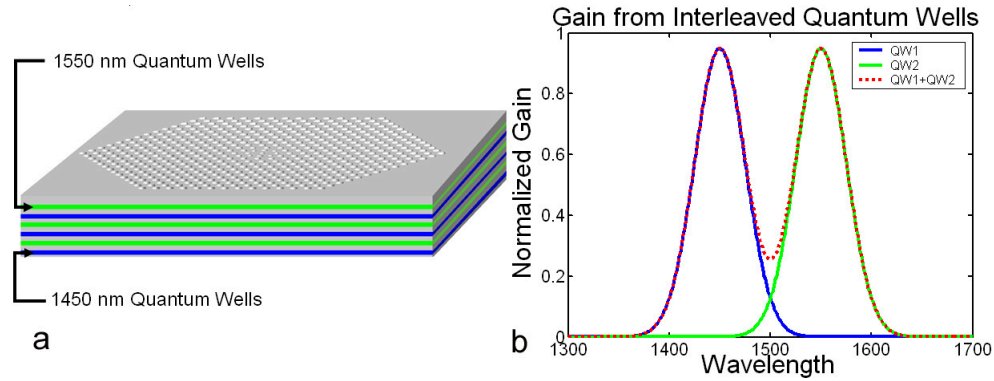 1550 nm Quantum Wells
1450 nm Quantum Wells
a
Gain from Interleaved Quantum Wells
Normalized Gain
1
0.8
0.6
0.4
0.2
0
QW1
QW2
QW1+QW2
1300
1400
1500
1600
1700
Wavelength
b